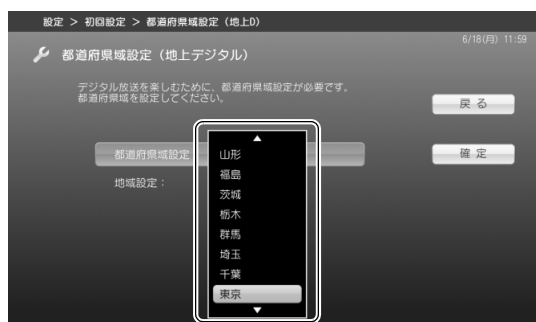 設定 > 初回設定 > 都道府県域設定（地上D）
6/18(月) 11:59
都道府県域設定（地上デジタル）
デジタル放送を楽しむために、都道府県域設定が必要です。
都道府県域を設定してください。
戻る
都道府県域設定
確定
地域設定：
山形
福島
茨城
栃木
群馬
埼玉
千葉
東京